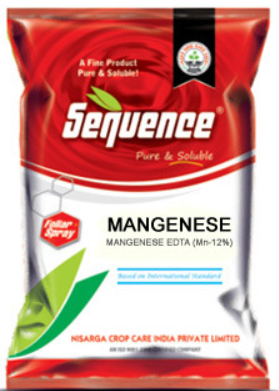 A Fine Product
Pure & Soluble!
Sequence®
Pure & Soluble
Foliar
Spray
MANGENESE
MANGENESE EDTA (Mn-12%)
Based on International Standard
NISARGA CROP CARE INDIA PRIVATE LIMITED